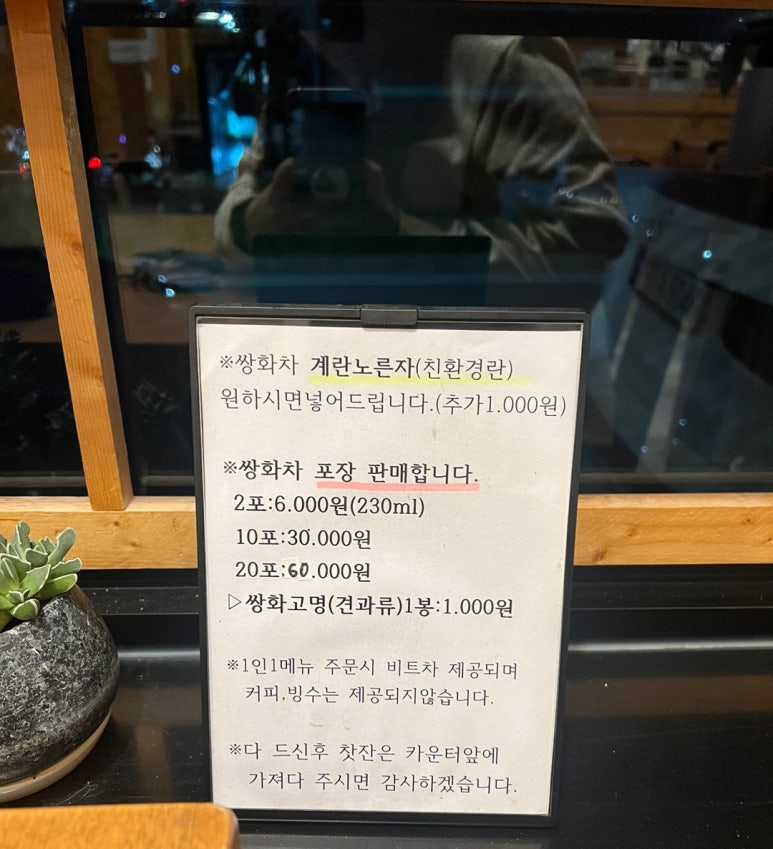 ※쌍화차 계란노른자(친환경란)
원하시면넣어드립니다.(추가1.000원)
※쌍화차 포장 판매합니다.
2포:6.000원(230ml)
10포:30.000원
20포:60.000원
▷쌍화고명(견과류)1봉:1.000원
※1인1메뉴 주문시 비트차 제공되며
커피,빙수는 제공되지않습니다.
※다 드신후 찻잔은 카운터앞에
가져다 주시면 감사하겠습니다.